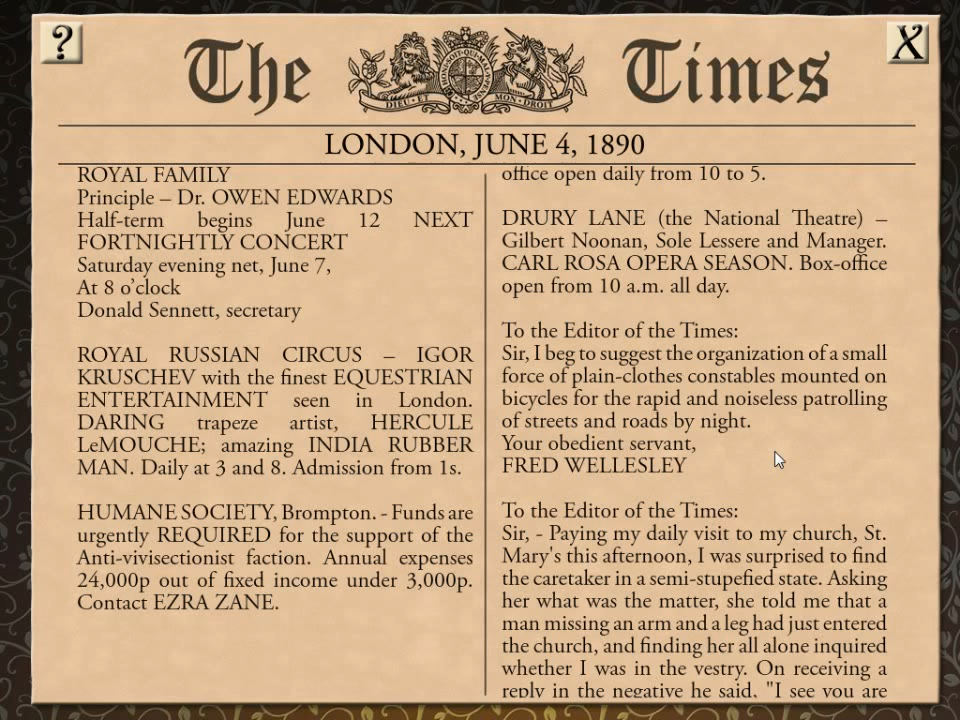 ?
X
The Times
DIEU ET MON DROIT
LONDON, JUNE 4, 1890
ROYAL FAMILY
Principle – Dr. OWEN EDWARDS
Half-term begins June 12 NEXT
FORTNIGHTLY CONCERT
Saturday evening net, June 7,
At 8 o'clock
Donald Sennett, secretary
ROYAL RUSSIAN CIRCUS – IGOR
KRUSCHEV with the finest EQUESTRIAN
ENTERTAINMENT seen in London.
DARING trapeze artist, HERCULE
LeMOUCHE; amazing INDIA RUBBER
MAN. Daily at 3 and 8. Admission from 1s.
HUMANE SOCIETY, Brompton. - Funds are
urgently REQUIRED for the support of the
Anti-vivisectionist faction. Annual expenses
24,000p out of fixed income under 3,000p.
Contact EZRA ZANE.
office open daily from 10 to 5.
DRURY LANE (the National Theatre) –
Gilbert Noonan, Sole Lessere and Manager.
CARL ROSA OPERA SEASON. Box-office
open from 10 a.m. all day.
To the Editor of the Times:
Sir, I beg to suggest the organization of a small
force of plain-clothes constables mounted on
bicycles for the rapid and noiseless patrolling
of streets and roads by night.
Your obedient servant,
FRED WELLESLEY
To the Editor of the Times:
Sir, - Paying my daily visit to my church, St.
Mary's this afternoon, I was surprised to find
the caretaker in a semi-stupefied state. Asking
her what was the matter, she told me that a
man missing an arm and a leg had just entered
the church, and finding her all alone inquired
whether I was in the vestry. On receiving a
reply in the negative he said, "I see you are